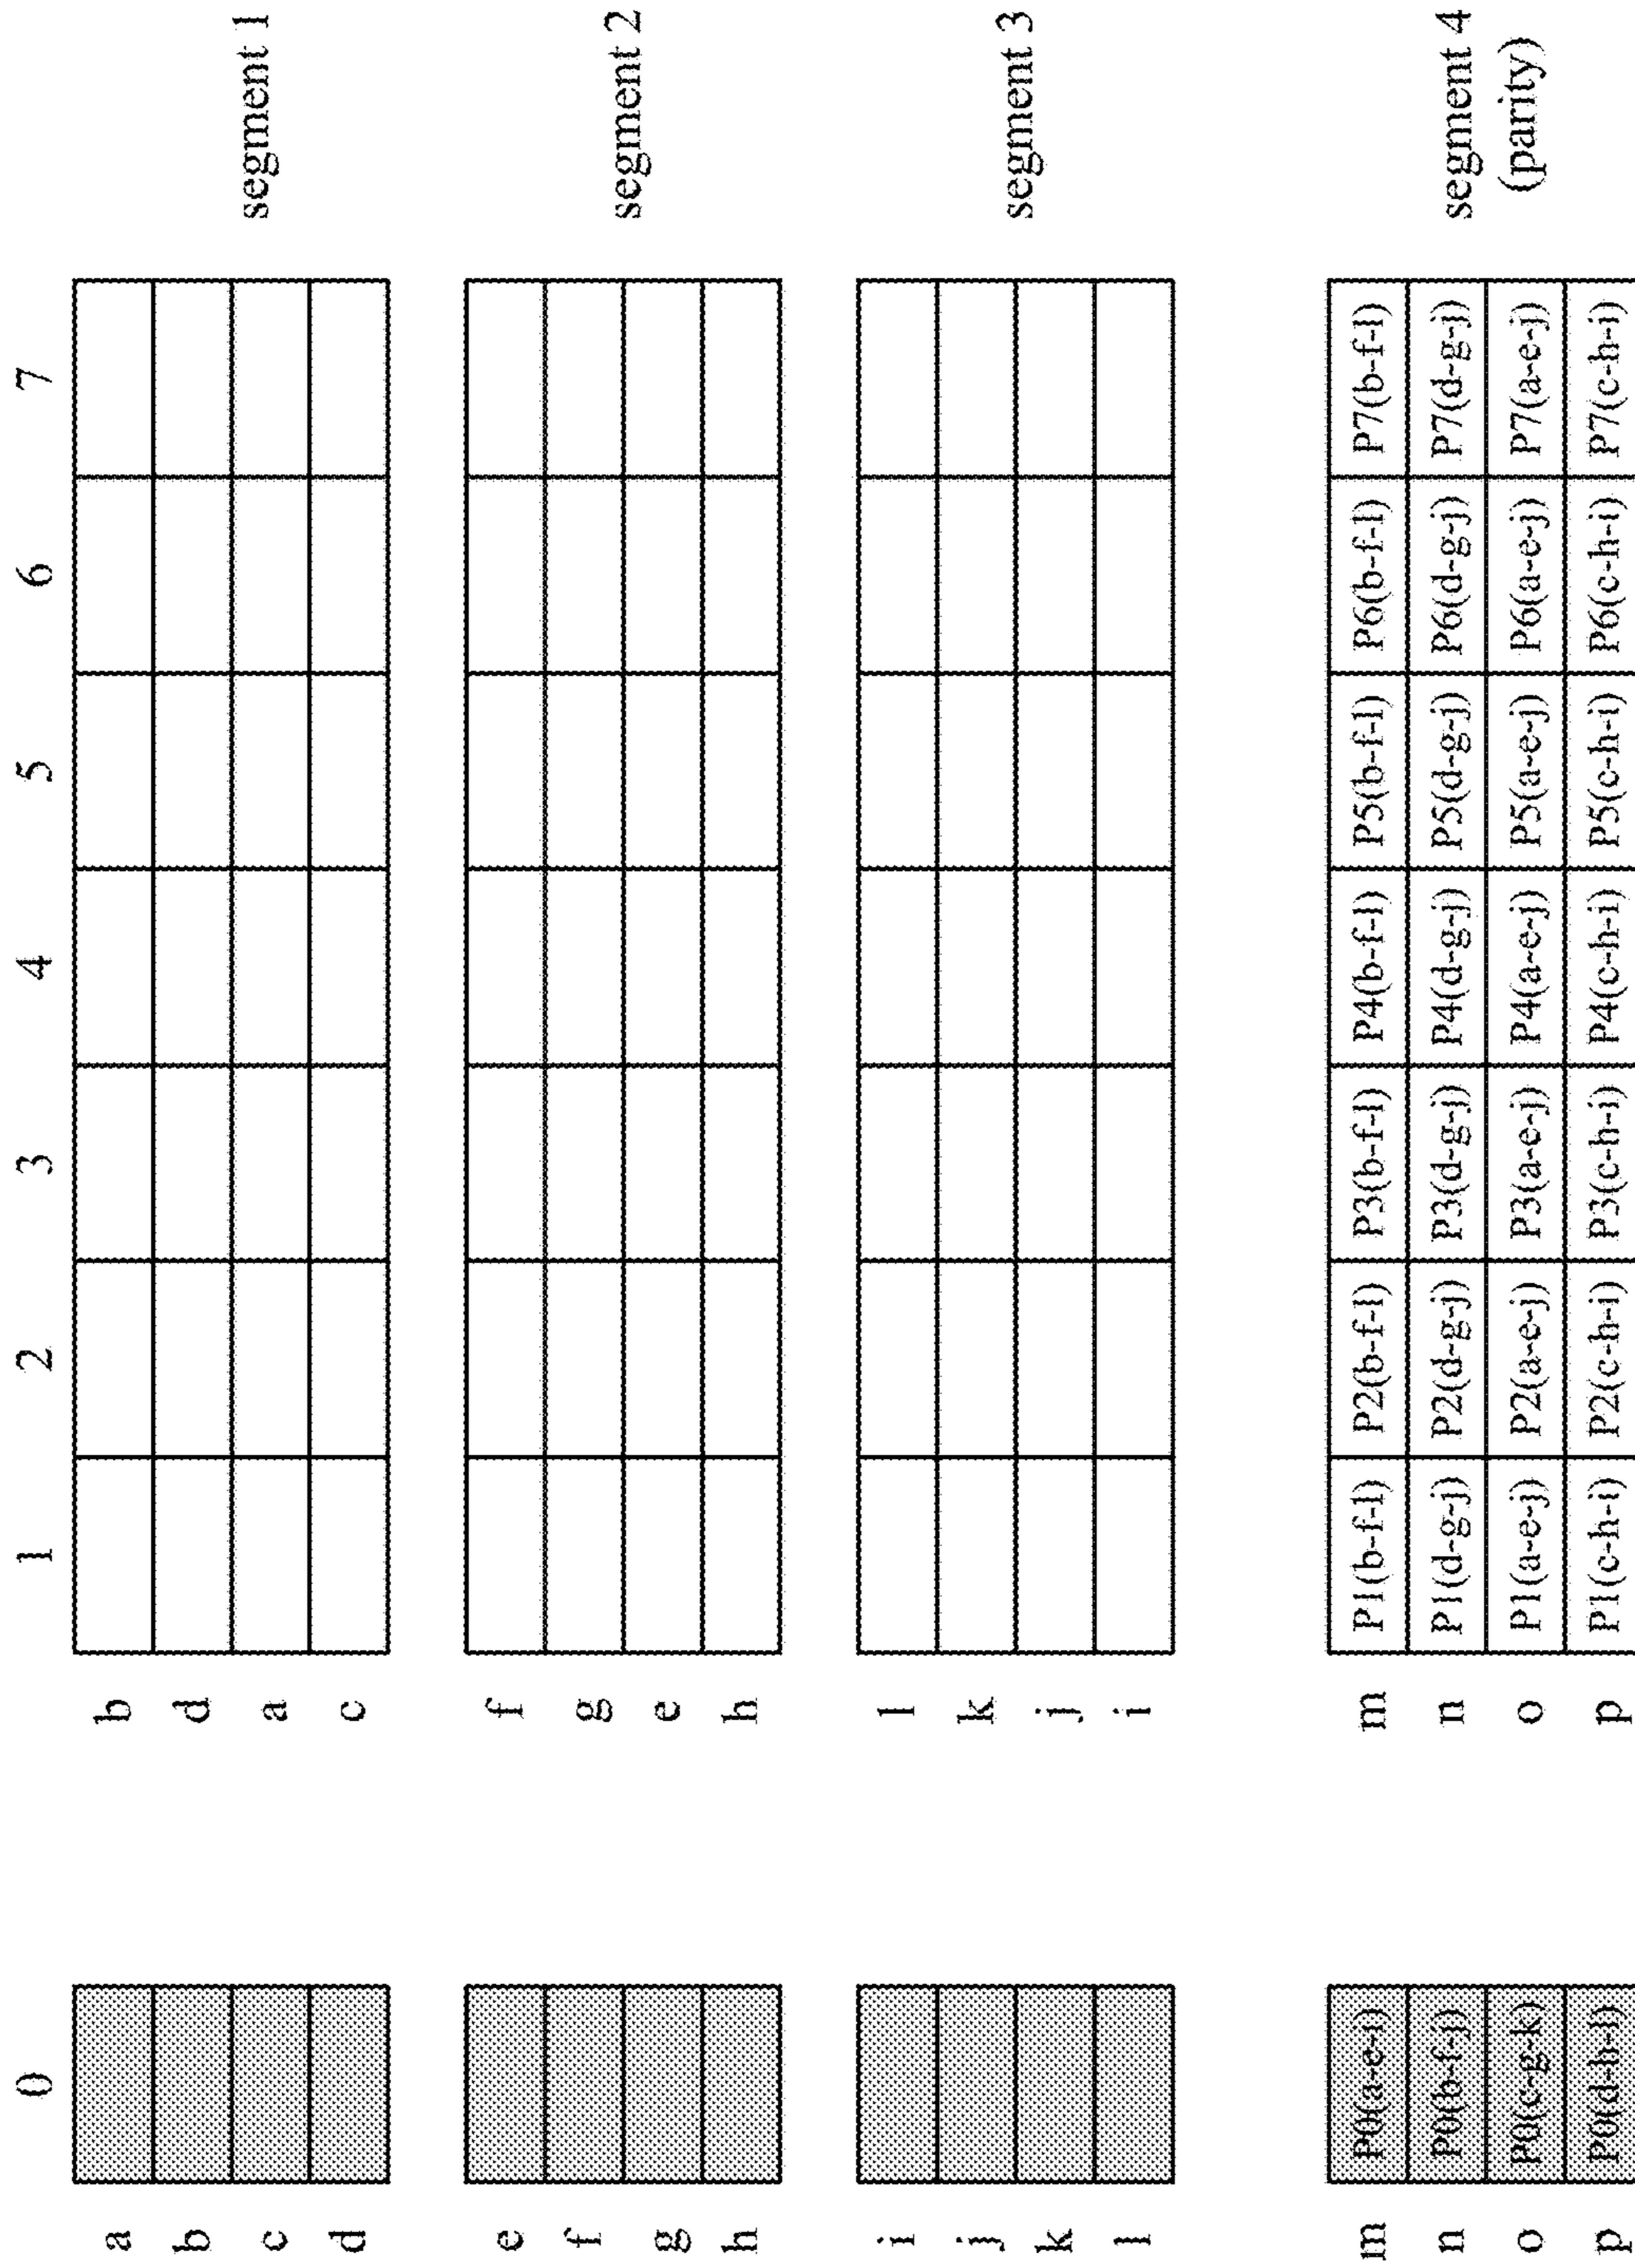 0 1 2 3 4 5 6 7
a b
b d
c a segment 1
d c
e f
f g
g e segment 2
h h
i l
j k
k j segment 3
l i
m P0(a-e-i) m P1(b-f-l) P2(b-f-l) P3(b-f-l) P4(b-f-l) P5(b-f-l) P6(b-f-l) P7(b-f-l)
n P0(b-f-j) n P1(d-g-j) P2(d-g-j) P3(d-g-j) P4(d-g-j) P5(d-g-j) P6(d-g-j) P7(d-g-j) segment 4
o P0(c-g-k) o P1(a-e-j) P2(a-e-j) P3(a-e-j) P4(a-e-j) P5(a-e-j) P6(a-e-j) P7(a-e-j) (parity)
p P0(d-h-l) p P1(c-h-i) P2(c-h-i) P3(c-h-i) P4(c-h-i) P5(c-h-i) P6(c-h-i) P7(c-h-i)